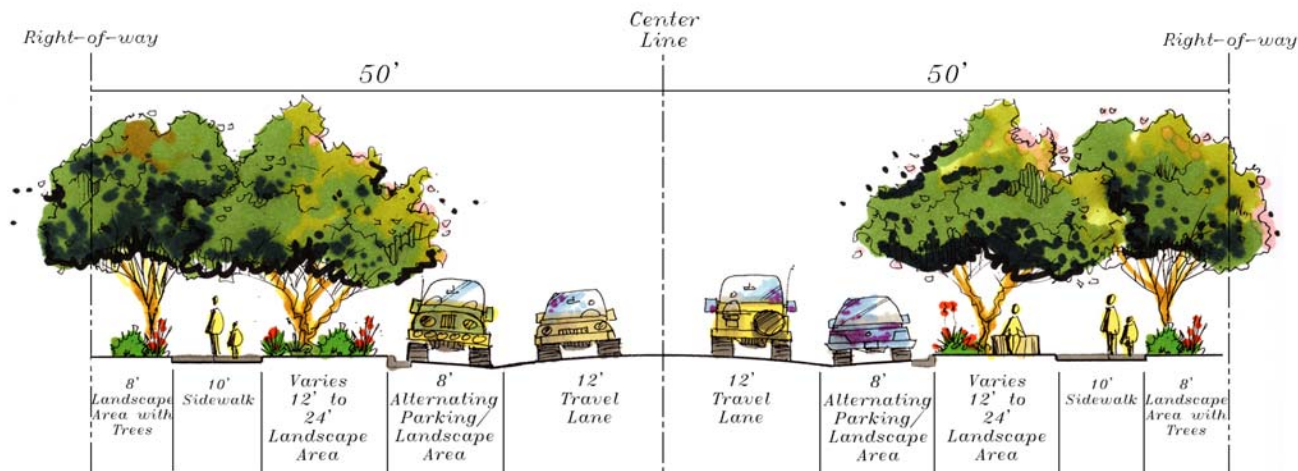 Center
Line
Right-of-way
Right-of-way
50'
50'
8'
Landscape
Area with
Trees
10'
Sidewalk
Varies
12' to
24'
Landscape
Area
8'
Alternating
Parking/
Landscape
Area
12'
Travel
Lane
12'
Travel
Lane
8'
Alternating
Parking/
Landscape
Area
Varies
12' to
24'
Landscape
Area
10'
Sidewalk
8'
Landscape
Area with
Trees